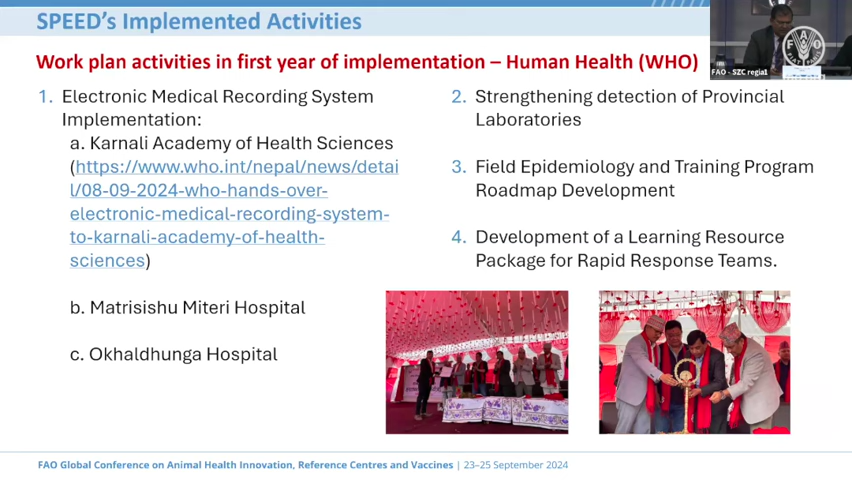 SPEED's Implemented Activities
Work plan activities in first year of implementation – Human Health (WHO)
1. Electronic Medical Recording System
Implementation:
a. Karnali Academy of Health Sciences
(https://www.who.int/nepal/news/detai
l/08-09-2024-who-hands-over-
electronic-medical-recording-system-
to-karnali-academy-of-health-
sciences)
b. Matrisishu Miteri Hospital
c. Okhaldhunga Hospital
2. Strengthening detection of Provincial
Laboratories
3. Field Epidemiology and Training Program
Roadmap Development
4. Development of a Learning Resource
Package for Rapid Response Teams.
FAO - SZC regia1
FAO
FIAT PANIS
FAO Global Conference on Animal Health Innovation, Reference Centres and Vaccines | 23–25 September 2024